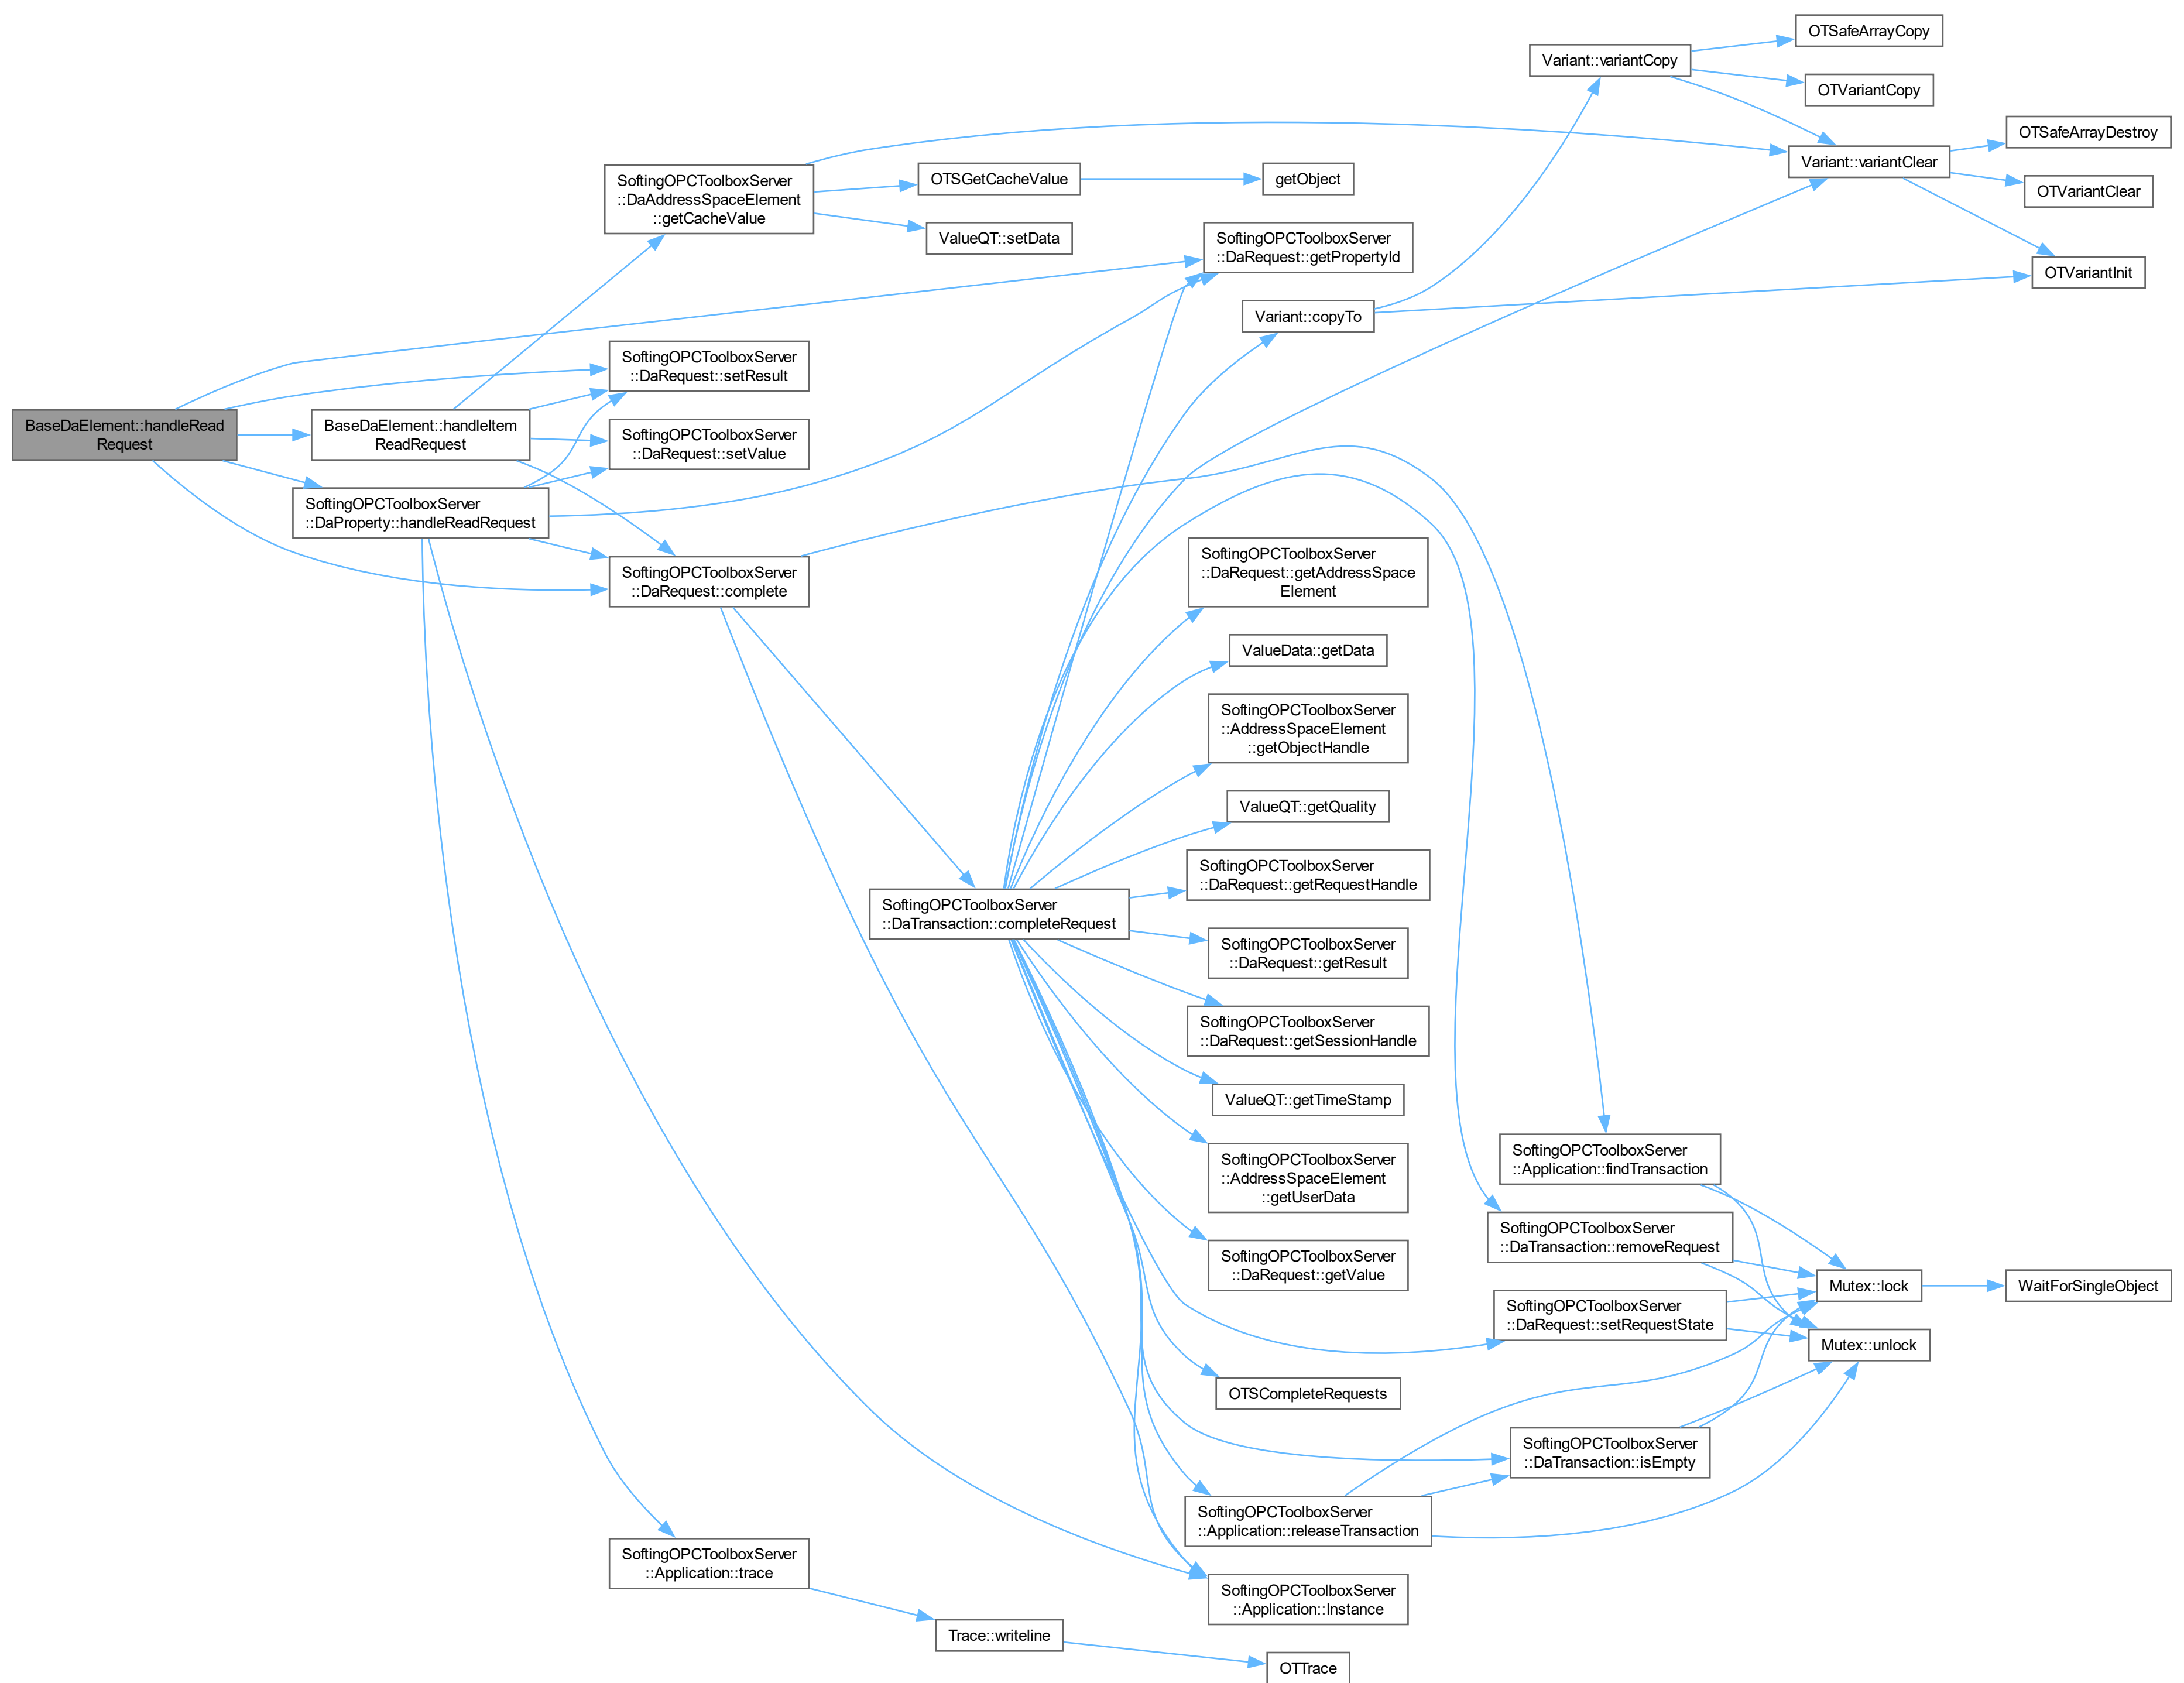 BaseDaElement::handleRead
Request
BaseDaElement::handleItem
ReadRequest
SoftingOPCToolboxServer
::DaProperty::handleReadRequest
SoftingOPCToolboxServer
::DaAddressSpaceElement
::getCacheValue
SoftingOPCToolboxServer
::DaRequest::setResult
SoftingOPCToolboxServer
::DaRequest::setValue
SoftingOPCToolboxServer
::DaRequest::complete
SoftingOPCToolboxServer
::Application::trace
OTSGetCacheValue
ValueQT::setData
SoftingOPCToolboxServer
::DaTransaction::completeRequest
Trace::writeline
getObject
SoftingOPCToolboxServer
::DaRequest::getPropertyId
Variant::copyTo
SoftingOPCToolboxServer
::DaRequest::getAddressSpace
Element
ValueData::getData
SoftingOPCToolboxServer
::AddressSpaceElement
::getObjectHandle
ValueQT::getQuality
SoftingOPCToolboxServer
::DaRequest::getRequestHandle
SoftingOPCToolboxServer
::DaRequest::getResult
SoftingOPCToolboxServer
::DaRequest::getSessionHandle
ValueQT::getTimeStamp
SoftingOPCToolboxServer
::AddressSpaceElement
::getUserData
SoftingOPCToolboxServer
::DaRequest::getValue
OTSCompleteRequests
SoftingOPCToolboxServer
::Application::releaseTransaction
SoftingOPCToolboxServer
::Application::Instance
OTTrace
Variant::variantCopy
SoftingOPCToolboxServer
::Application::findTransaction
SoftingOPCToolboxServer
::DaTransaction::removeRequest
SoftingOPCToolboxServer
::DaRequest::setRequestState
SoftingOPCToolboxServer
::DaTransaction::isEmpty
OTSafeArrayCopy
OTVariantCopy
Variant::variantClear
Mutex::lock
Mutex::unlock
OTSafeArrayDestroy
OTVariantClear
OTVariantInit
WaitForSingleObject